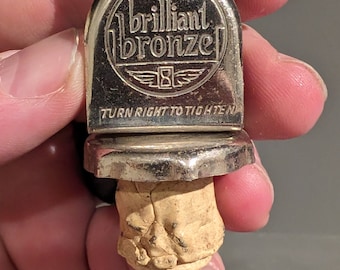 brilliant
bronze
B
TURN RIGHT TO TIGHTEN